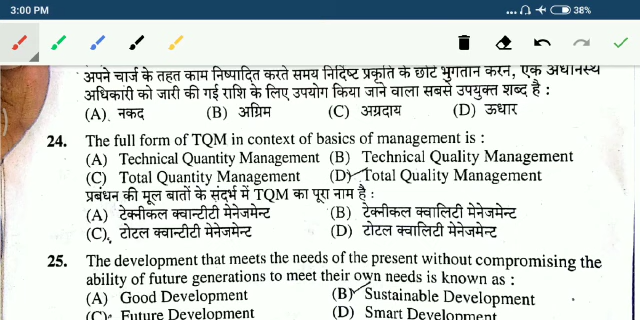 3:00 PM
38%
अपने चार्ज के तहत काम निष्पादित करते समय निर्दिष्ट प्रकृति के छोटे भुगतान करने, एक अधीनस्थ
अधिकारी को जारी की गई राशि के लिए उपयोग किया जाने वाला सबसे उपयुक्त शब्द है :
(A) नकद (B) अग्रिम (C) अग्रदाय (D) ऊधार
24. The full form of TQM in context of basics of management is :
(A) Technical Quantity Management (B) Technical Quality Management
(C) Total Quantity Management (D) Total Quality Management
प्रबंधन की मूल बातों के संदर्भ में TQM का पूरा नाम है :
(A) टेक्नीकल क्वान्टीटी मेनेजमेन्ट (B) टेक्नीकल क्वालिटी मेनेजमेन्ट
(C) टोटल क्वान्टीटी मेनेजमेन्ट (D) टोटल क्वालिटी मेनेजमेन्ट
25. The development that meets the needs of the present without compromising the
ability of future generations to meet their own needs is known as :
(A) Good Development (B) Sustainable Development
(C) Future Development (D) Smart Development